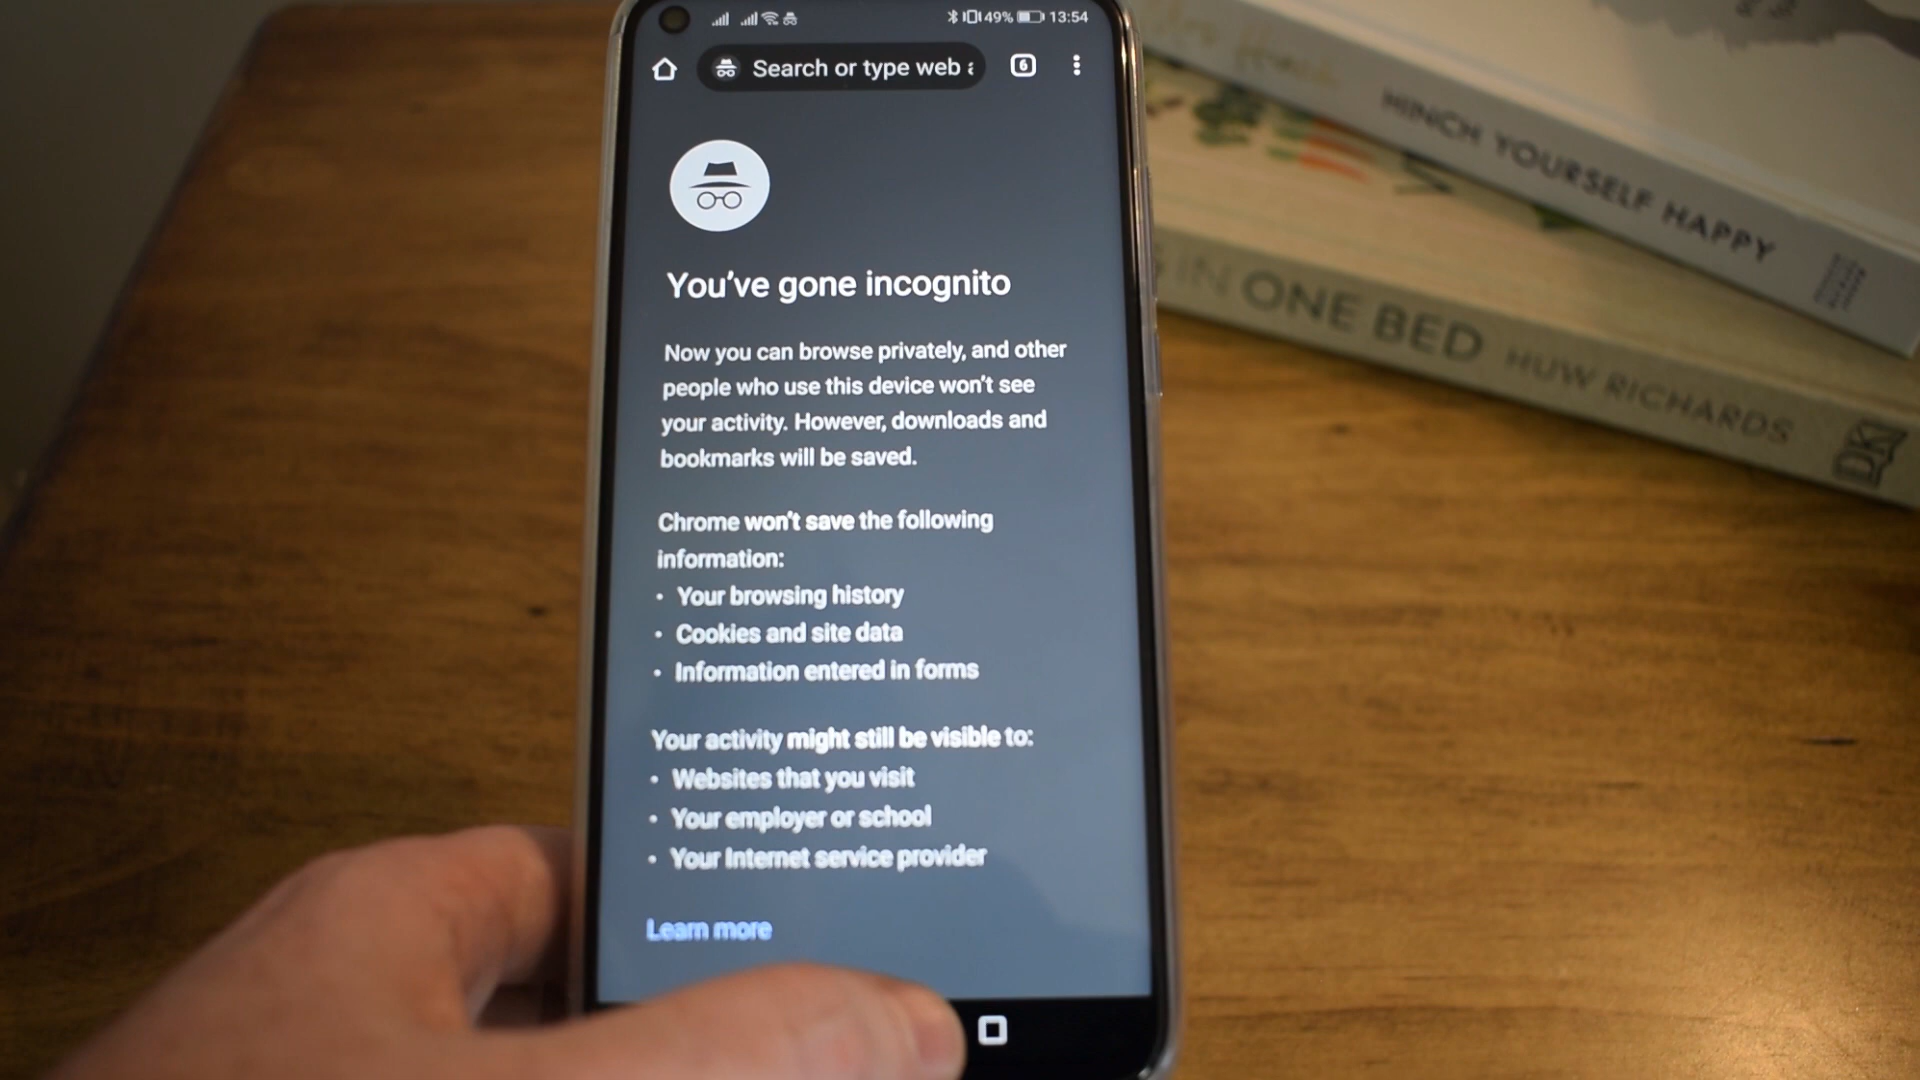 49% 13:54
Search or type web a
6
You've gone incognito
Now you can browse privately, and other
people who use this device won't see
your activity. However, downloads and
bookmarks will be saved.
Chrome won't save the following
information:
• Your browsing history
• Cookies and site data
• Information entered in forms
Your activity might still be visible to:
• Websites that you visit
• Your employer or school
• Your Internet service provider
Learn more
HINCH YOURSELF HAPPY
IN ONE BED HUW RICHARDS DK